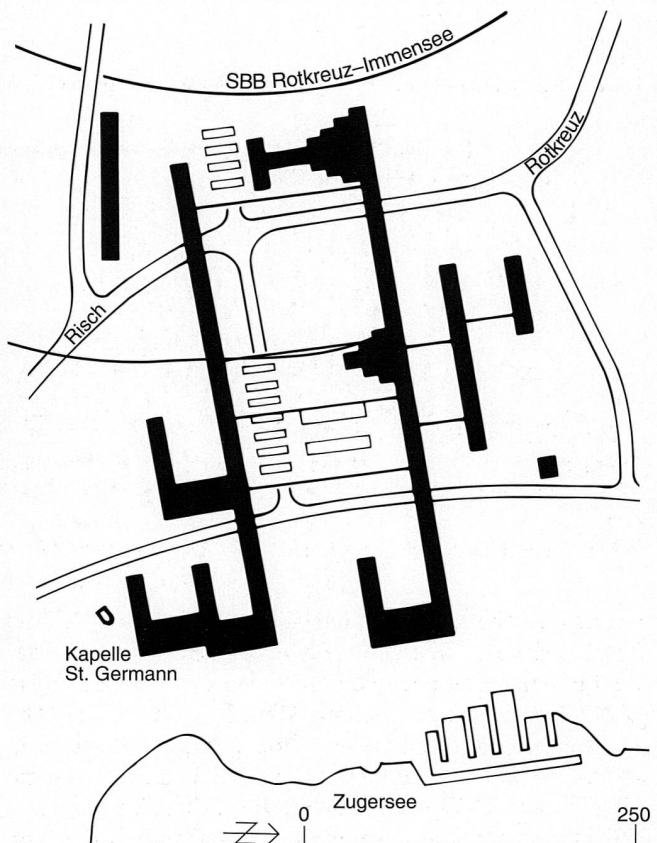 SBB Rotkreuz–Immensee
Rotkreuz
Risch
Kapelle
St. Germann
Zugersee
N
0
250